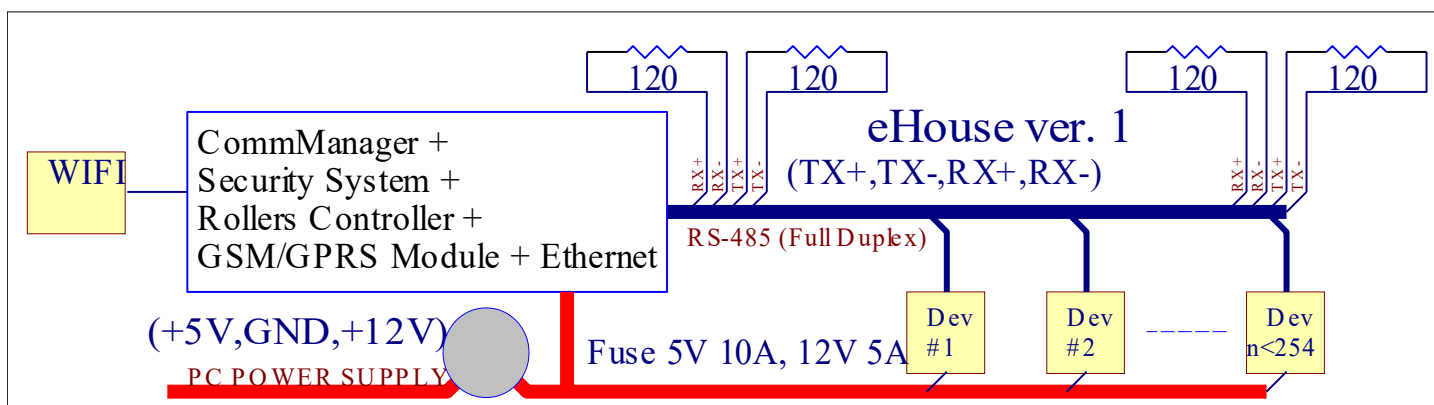 120
120
120
120
eHouse ver. 1
(TX+,TX-,RX+,RX-)
RX+
RX-
TX+
TX-
RX+
RX-
TX+
TX-
WIFI
CommManager +
Security System +
Rollers Controller +
GSM/GPRS Module + Ethernet
RS-485 (Full Duplex)
(+5V,GND,+12V)
PC POWER SUPPLY
Fuse 5V 10A, 12V 5A
Dev
#1
Dev
#2
-----
Dev
n<254